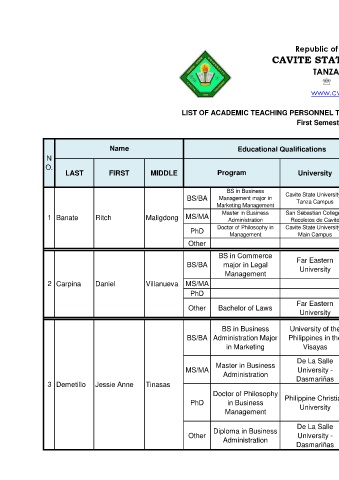 Republic of
CAVITE STAT
TANZA
www.cv
LIST OF ACADEMIC TEACHING PERSONNEL T
First Semest
NO.
Name
Educational Qualifications
LAST FIRST MIDDLE Program University
1 Banate Ritch Maligdong
BS/BA
BS in Business
Management major in
Marketing Management
Cavite State University
Tanza Campus
MS/MA
Master in Business
Administration
San Sebastian College
Recoletos de Cavite
PhD
Doctor of Philosophy in
Management
Cavite State University
Main Campus
Other
2 Carpina Daniel Villanueva
BS/BA
BS in Commerce
major in Legal
Management
Far Eastern
University
MS/MA
PhD
Other
Bachelor of Laws
Far Eastern
University
3 Demetillo Jessie Anne Tinasas
BS/BA
BS in Business
Administration Major
in Marketing
University of the
Philippines in the
Visayas
MS/MA
Master in Business
Administration
De La Salle
University -
Dasmariñas
PhD
Doctor of Philosophy
in Business
Management
Philippine Christi
University
Other
Diploma in Business
Administration
De La Salle
University -
Dasmariñas